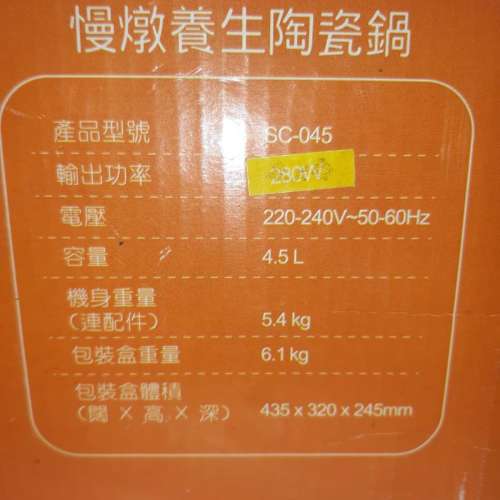 慢燉養生陶瓷鍋
產品型號 SC-045
輸出功率 280W
電壓 220-240V~50-60Hz
容量 4.5 L
機身重量
(連配件) 5.4 kg
包裝盒重量 6.1 kg
包裝盒體積
(闊 X 高 X 深) 435 x 320 x 245mm